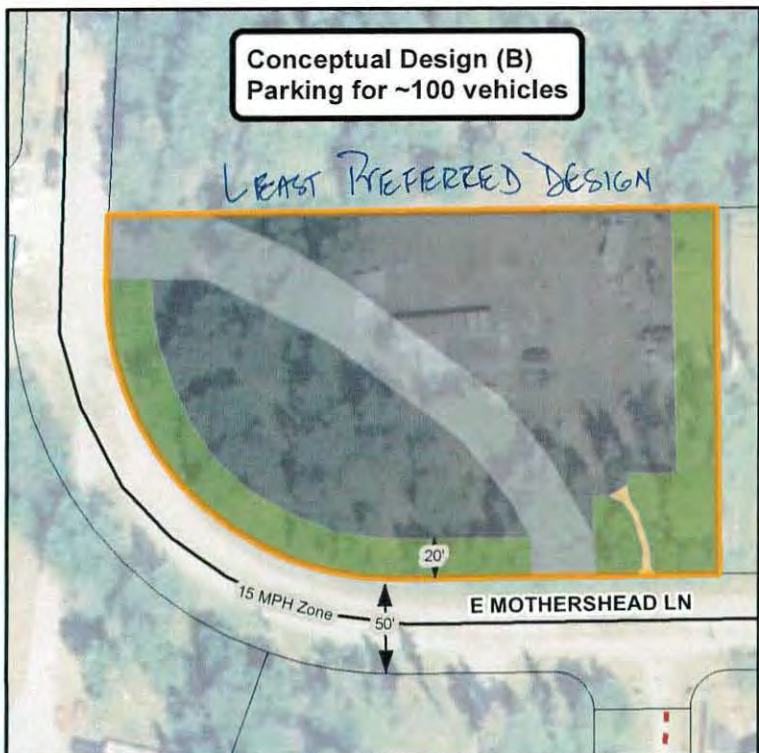 Conceptual Design (B)
Parking for ~100 vehicles
LEAST PREFERRED DESIGN
20'
15 MPH Zone
50'
E MOTHERSHEAD LN